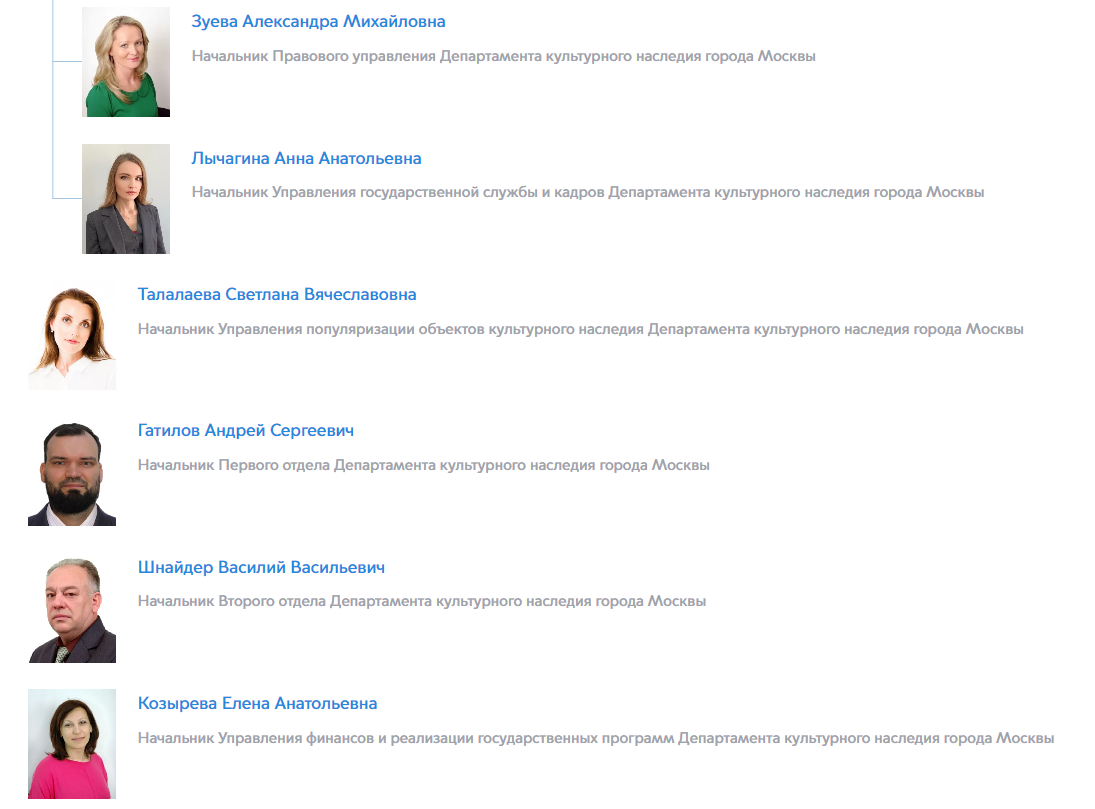 Зуева Александра Михайловна
Начальник Правового управления Департамента культурного наследия города Москвы
Лычагина Анна Анатольевна
Начальник Управления государственной службы и кадров Департамента культурного наследия города Москвы
Талалаева Светлана Вячеславовна
Начальник Управления популяризации объектов культурного наследия Департамента культурного наследия города Москвы
Гатилов Андрей Сергеевич
Начальник Первого отдела Департамента культурного наследия города Москвы
Шнайдер Василий Васильевич
Начальник Второго отдела Департамента культурного наследия города Москвы
Козырева Елена Анатольевна
Начальник Управления финансов и реализации государственных программ Департамента культурного наследия города Москвы